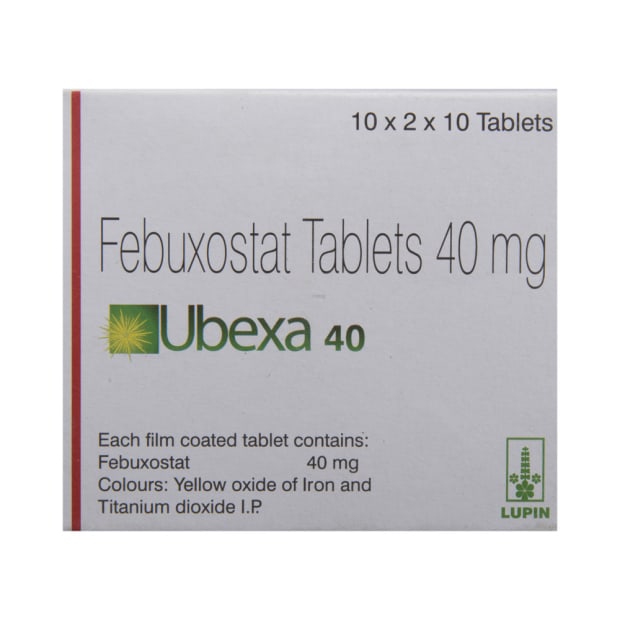 10 x 2 x 10 Tablets
Febuxostat Tablets 40 mg
Ubexa 40
Each film coated tablet contains:
Febuxostat 40 mg
Colours: Yellow oxide of Iron and
Titanium dioxide I.P.
LUPIN